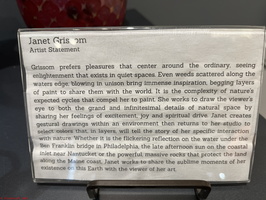 Janet Grissom
Artist Statement
Grissom prefers pleasures that center around the ordinary, seeing
enlightenment that exists in quiet spaces. Even weeds scattered along the
waters edge, blowing in unison bring immense inspiration, begging layers
of paint to share them with the world. It is the complexity of nature's
expected cycles that compel her to paint. She works to draw the viewer's
eye to both the grand and infinitesimal details of natural space by
sharing her feelings of excitement, joy and spiritual drive. Janet creates
gestural drawings within an environment then returns to her studio to
select colors that, in layers, will tell the story of her specific interaction
with nature. Whether it is the flickering reflection on the water under the
Ben Franklin bridge in Philadelphia, the late afternoon sun on the coastal
inlet near Nantucket or the powerful, massive rocks that protect the land
along the Maine coast, Janet works to share the sublime moments of her
existence on this Earth with the viewer of her art.